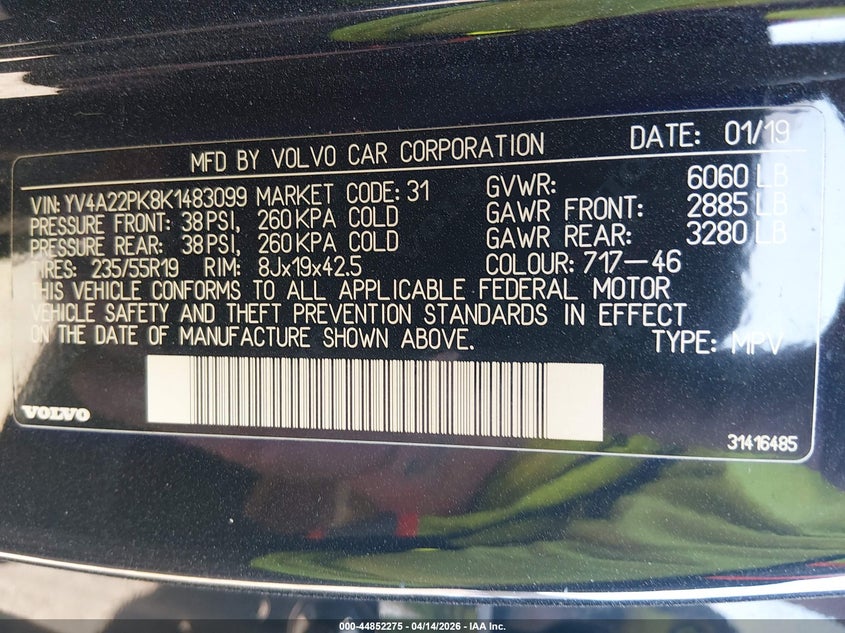 MFD BY VOLVO CAR CORPORATION DATE: 01/19
VIN: YV4A22PK8K1483099 MARKET CODE: 31 GVWR: 6060 LB
PRESSURE FRONT: 38 PSI, 260 KPA COLD GAWR FRONT: 2885 LB
PRESSURE REAR: 38 PSI, 260 KPA COLD GAWR REAR: 3280 LB
TIRES: 235/55R19 RIM: 8Jx19x42.5 COLOUR: 717-46
THIS VEHICLE CONFORMS TO ALL APPLICABLE FEDERAL MOTOR
VEHICLE SAFETY AND THEFT PREVENTION STANDARDS IN EFFECT
ON THE DATE OF MANUFACTURE SHOWN ABOVE. TYPE: MPV
VOLVO
31416485
000-44852275 - 04/14/2026 - IAA Inc.